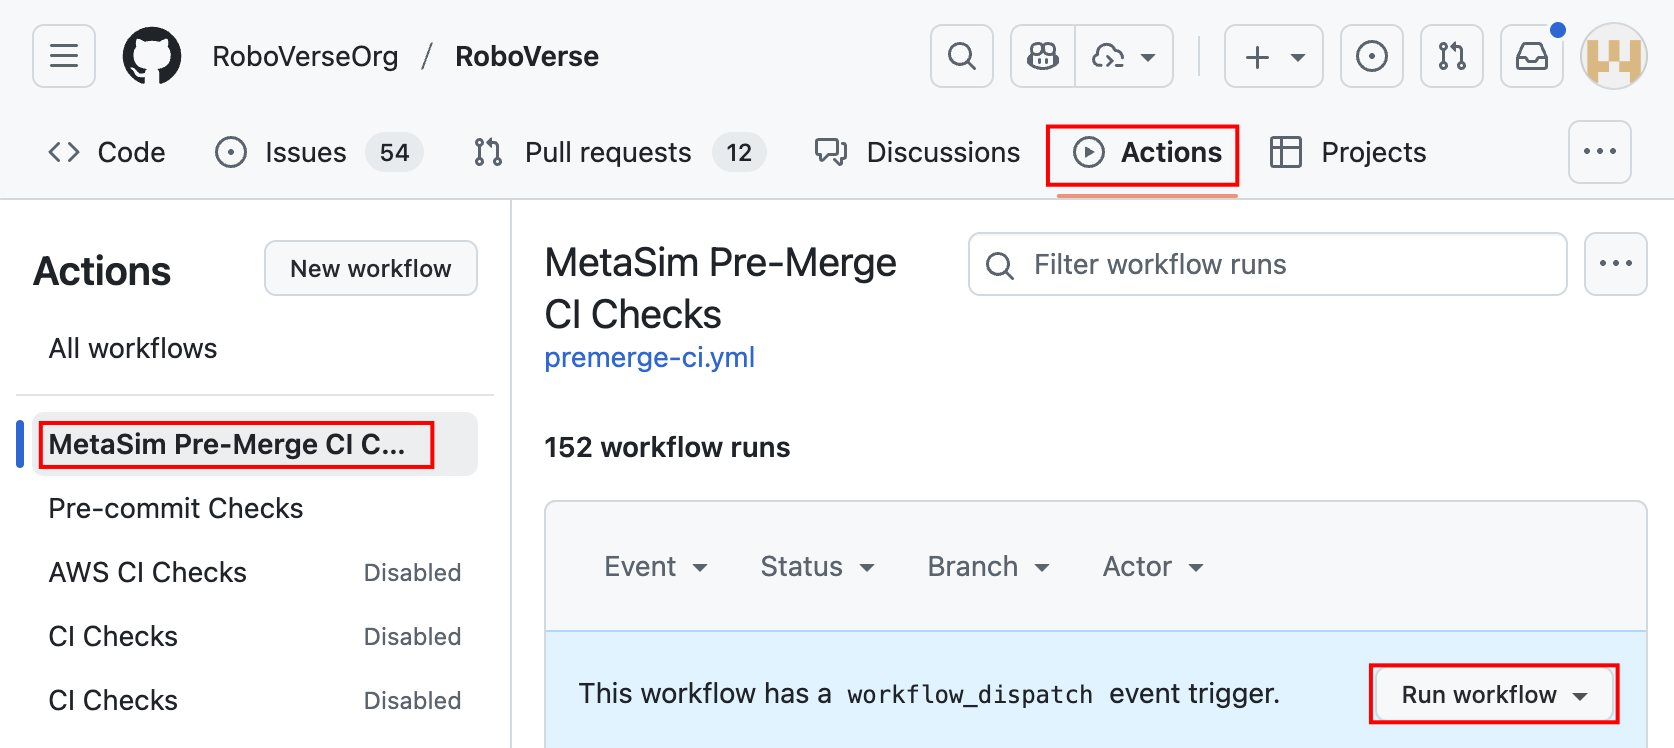 RoboVerseOrg / RoboVerse
Code Issues 54 Pull requests 12 Discussions Actions Projects
Actions
New workflow
All workflows
MetaSim Pre-Merge CI C...
Pre-commit Checks
AWS CI Checks Disabled
CI Checks Disabled
CI Checks Disabled
MetaSim Pre-Merge
CI Checks
premerge-ci.yml
Filter workflow runs
152 workflow runs
Event Status Branch Actor
This workflow has a workflow_dispatch event trigger.
Run workflow